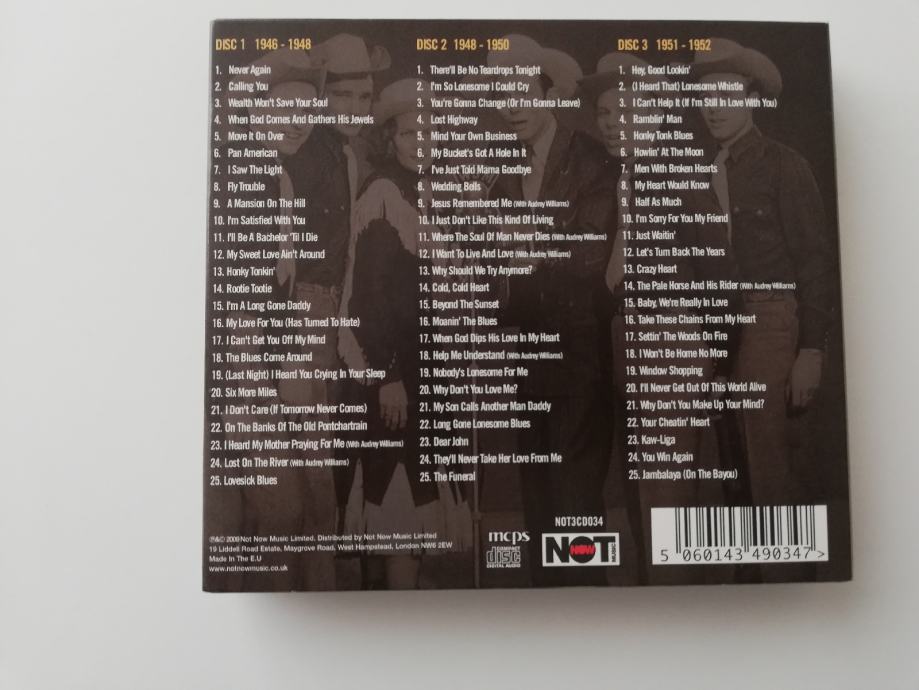 DISC 1 1946 - 1948
1. Never Again
2. Calling You
3. Wealth Won't Save Your Soul
4. When God Comes And Gathers His Jewels
5. Move It On Over
6. Pan American
7. I Saw The Light
8. Fly Trouble
9. A Mansion On The Hill
10. I'm Satisfied With You
11. I'll Be A Bachelor 'Til I Die
12. My Sweet Love Ain't Around
13. Honky Tonkin'
14. Rootie Tootie
15. I'm A Long Gone Daddy
16. My Love For You (Has Turned To Hate)
17. I Can't Get You Off My Mind
18. The Blues Come Around
19. (Last Night) I Heard You Crying In Your Sleep
20. Six More Miles
21. I Don't Care (If Tomorrow Never Comes)
22. On The Banks Of The Old Pontchartrain
23. I Heard My Mother Praying For Me (With Audrey Williams)
24. Lost On The River (With Audrey Williams)
25. Lovesick Blues
DISC 2 1948 - 1950
1. There'll Be No Teardrops Tonight
2. I'm So Lonesome I Could Cry
3. You're Gonna Change (Or I'm Gonna Leave)
4. Lost Highway
5. Mind Your Own Business
6. My Bucket's Got A Hole In It
7. I've Just Told Mama Goodbye
8. Wedding Bells
9. Jesus Remembered Me (With Audrey Williams)
10. I Just Don't Like This Kind Of Living
11. Where The Soul Of Man Never Dies (With Audrey Williams)
12. I Want To Live And Love (With Audrey Williams)
13. Why Should We Try Anymore?
14. Cold, Cold Heart
15. Beyond The Sunset
16. Moanin' The Blues
17. When God Dips His Love In My Heart
18. Help Me Understand (With Audrey Williams)
19. Nobody's Lonesome For Me
20. Why Don't You Love Me?
21. My Son Calls Another Man Daddy
22. Long Gone Lonesome Blues
23. Dear John
24. They'll Never Take Her Love From Me
25. The Funeral
DISC 3 1951 - 1952
1. Hey, Good Lookin'
2. (I Heard That) Lonesome Whistle
3. I Can't Help It (If I'm Still In Love With You)
4. Ramblin' Man
5. Honky Tonk Blues
6. Howlin' At The Moon
7. Men With Broken Hearts
8. My Heart Would Know
9. Half As Much
10. I'm Sorry For You My Friend
11. Just Waitin'
12. Let's Turn Back The Years
13. Crazy Heart
14. The Pale Horse And His Rider (With Audrey Williams)
15. Baby, We're Really In Love
16. Take These Chains From My Heart
17. Settin' The Woods On Fire
18. I Won't Be Home No More
19. Window Shopping
20. I'll Never Get Out Of This World Alive
21. Why Don't You Make Up Your Mind?
22. Your Cheatin' Heart
23. Kaw-Liga
24. You Win Again
25. Jambalaya (On The Bayou)
℗&© 2009 Not Now Music Limited. Distributed by Not Now Music Limited
19 Liddell Road Estate, Maygrove Road, West Hampstead, London NW6 2EW
Made In The E.U
www.notnowmusic.co.uk
mcps
COMPACT
disc
DIGITAL AUDIO
NOT3CD034
NOT NOW MUSIC
5 060143 490347 >